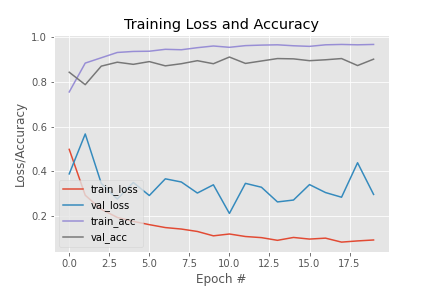 Training Loss and Accuracy
1.0
0.8
0.6
0.4
0.2
Loss/Accuracy
train_loss
val_loss
train_acc
val_acc
0.0 2.5 5.0 7.5 10.0 12.5 15.0 17.5
Epoch #